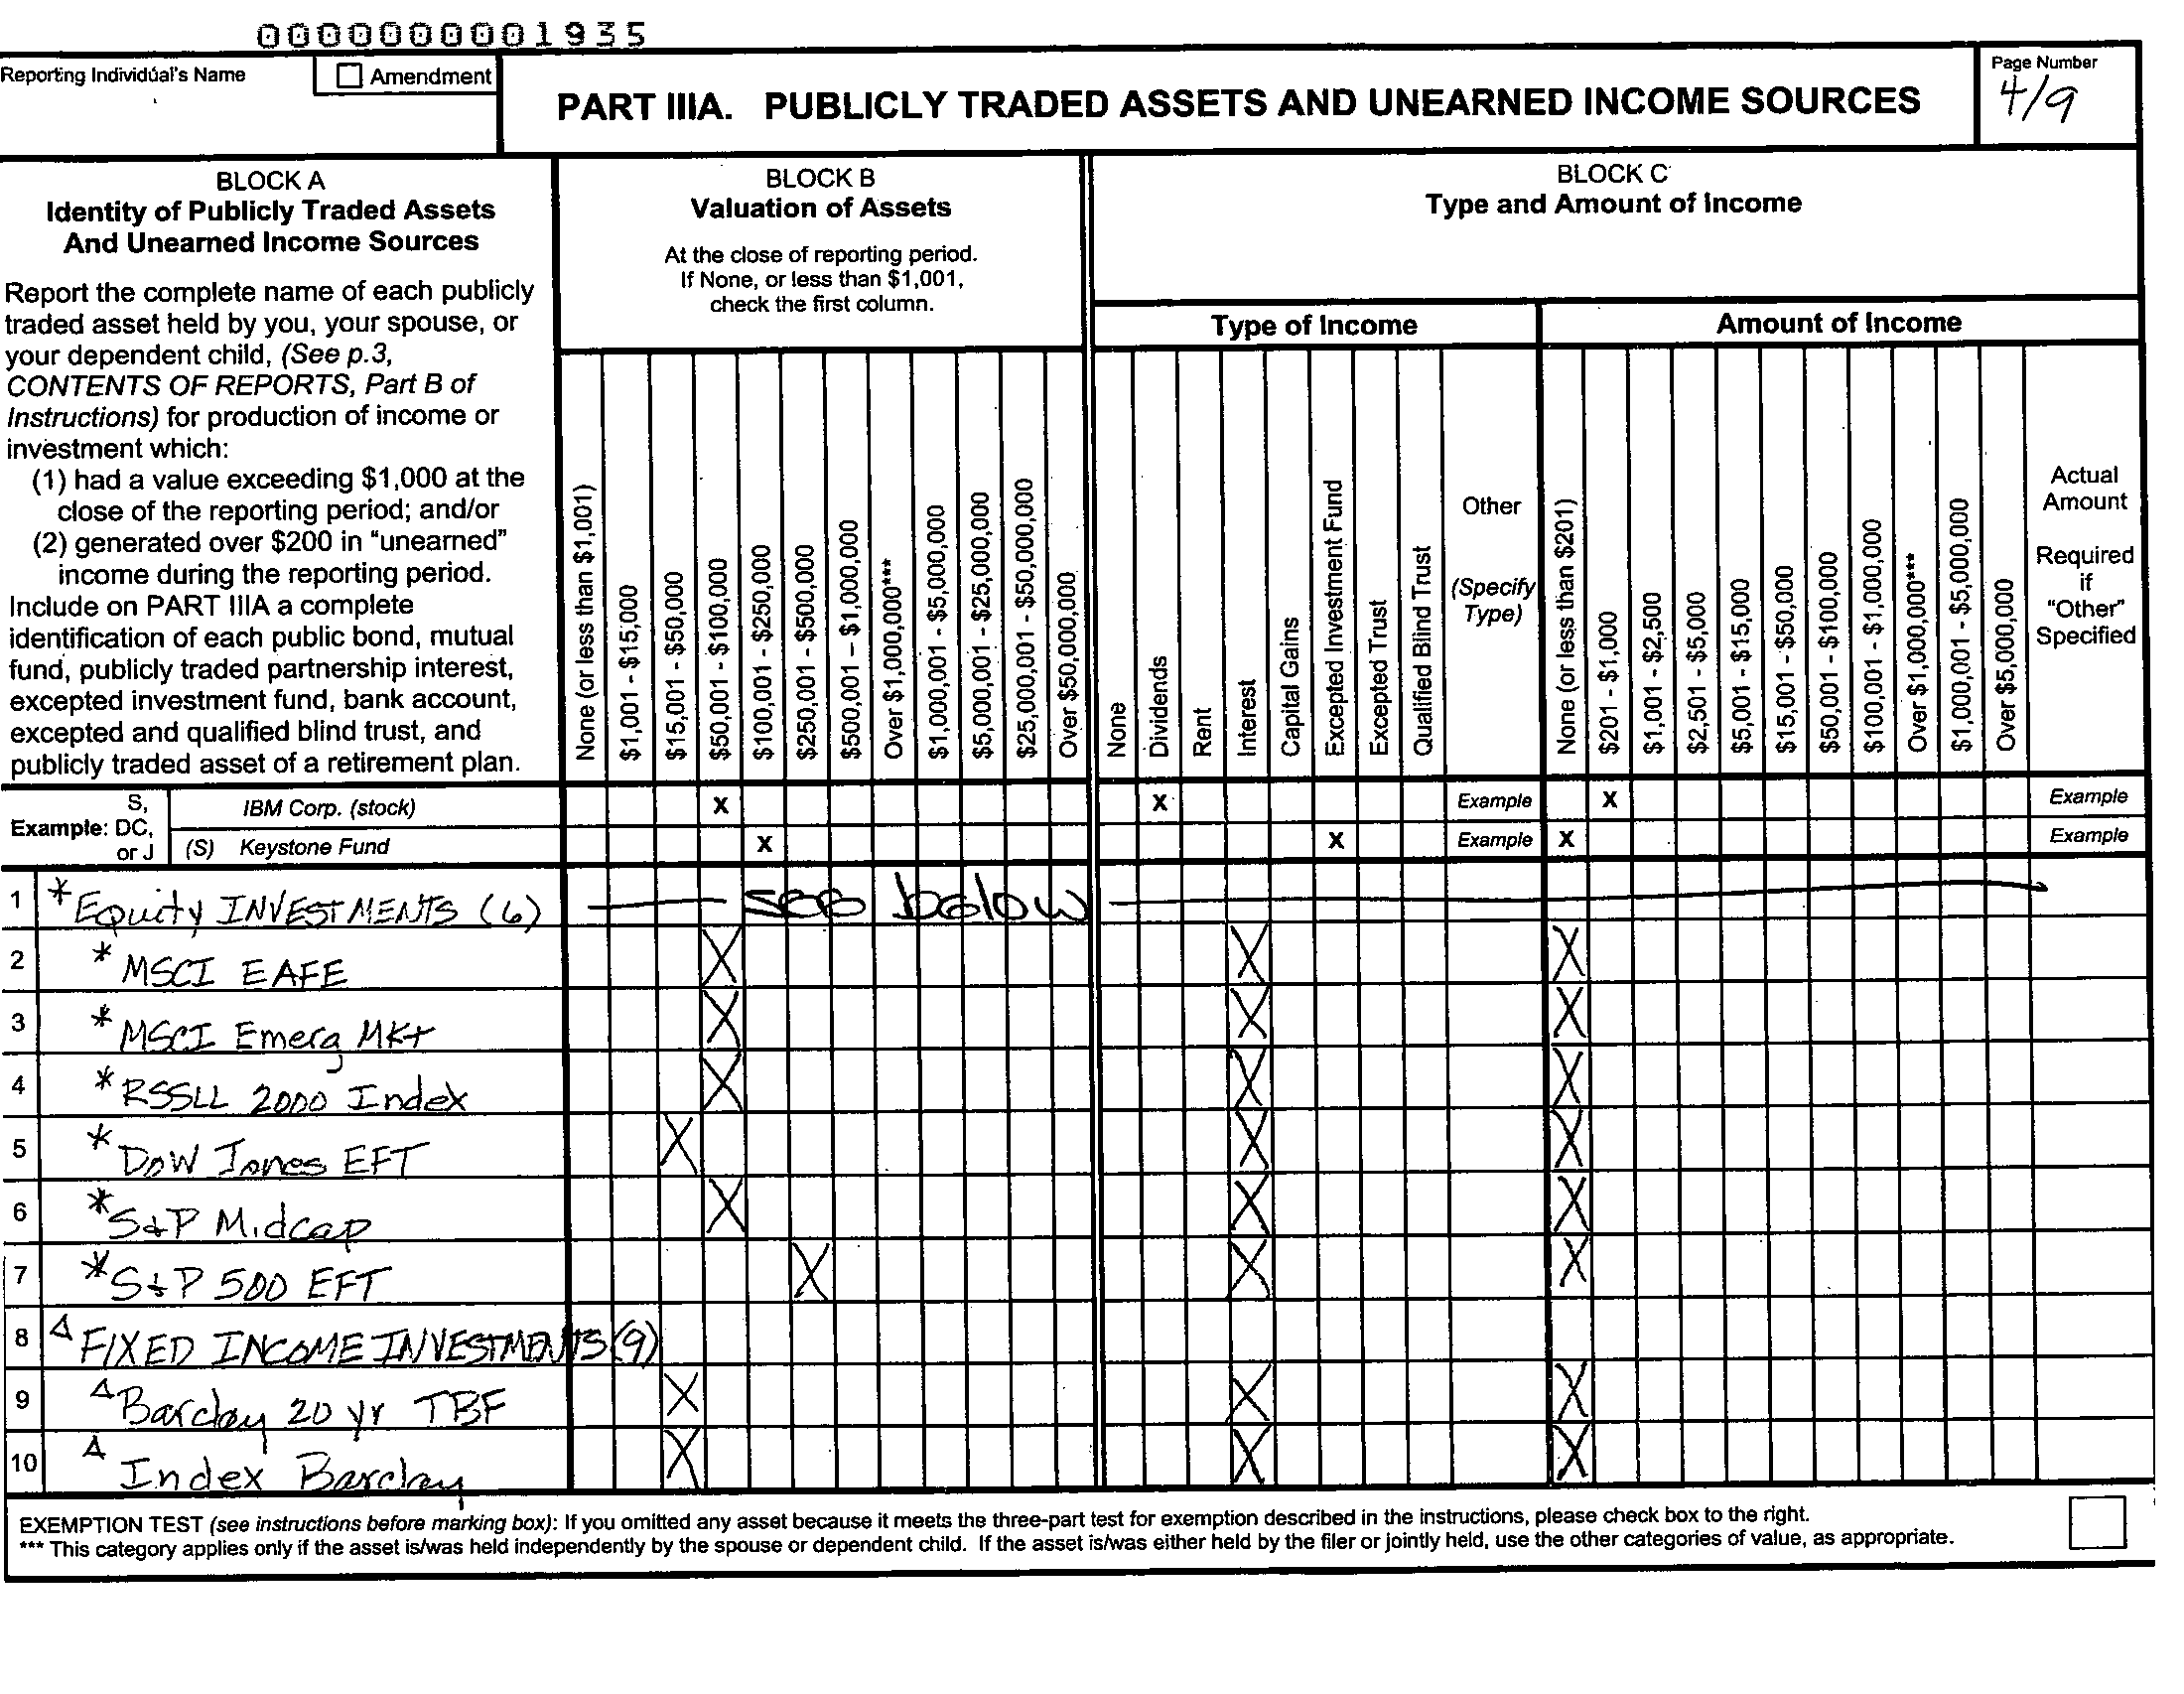 0000000001935
Reporting Individual's Name
Amendment
PART IIIA. PUBLICLY TRADED ASSETS AND UNEARNED INCOME SOURCES
Page Number
4/9
BLOCK A
Identity of Publicly Traded Assets
And Unearned Income Sources
Report the complete name of each publicly
traded asset held by you, your spouse, or
your dependent child, (See p.3,
CONTENTS OF REPORTS, Part B of
Instructions) for production of income or
investment which:
(1) had a value exceeding $1,000 at the
close of the reporting period; and/or
(2) generated over $200 in "unearned"
income during the reporting period.
Include on PART IIIA a complete
identification of each public bond, mutual
fund, publicly traded partnership interest,
excepted investment fund, bank account,
excepted and qualified blind trust, and
publicly traded asset of a retirement plan.
BLOCK B
Valuation of Assets
At the close of reporting period.
If None, or less than $1,001,
check the first column.
None (or less than $1,001)
$1,001 - $15,000
$15,001 - $50,000
$50,001 - $100,000
$100,001 - $250,000
$250,001 - $500,000
$500,001 – $1,000,000
Over $1,000,000***
$1,000,001 - $5,000,000
$5,000,001 - $25,000,000
$25,000,001 - $50,000,000
Over $50,000,000
BLOCK C
Type and Amount of Income
Type of Income
None
Dividends
Rent
Interest
Capital Gains
Excepted Investment Fund
Excepted Trust
Qualified Blind Trust
Other
(Specify
Type)
Amount of Income
None (or less than $201)
$201 - $1,000
$1,001 - $2,500
$2,501 - $5,000
$5,001 - $15,000
$15,001 - $50,000
$50,001 - $100,000
$100,001 - $1,000,000
Over $1,000,000***
$1,000,001 - $5,000,000
Over $5,000,000
Actual
Amount
Required
if
"Other"
Specified
Example:
S,
DC,
or J
IBM Corp. (stock) X X Example X Example
(S) Keystone Fund X X Example X Example
1 *Equity INVESTMENTS (6) see below
2 *MSCI EAFE X X X
3 *MSCI Emerg MKt X X X
4 *RSSLL 2000 Index X X X
5 *DOW Jones EFT X X X
6 *S&P Midcap X X X
7 *S&P 500 EFT X X X
8 Δ FIXED INCOME INVESTMENTS (9)
9 Δ Barclay 20 yr TBF X X X
10 Δ Index Barclay X X X
EXEMPTION TEST (see instructions before marking box): If you omitted any asset because it meets the three-part test for exemption described in the instructions, please check box to the right.
*** This category applies only if the asset is/was held independently by the spouse or dependent child. If the asset is/was either held by the filer or jointly held, use the other categories of value, as appropriate.